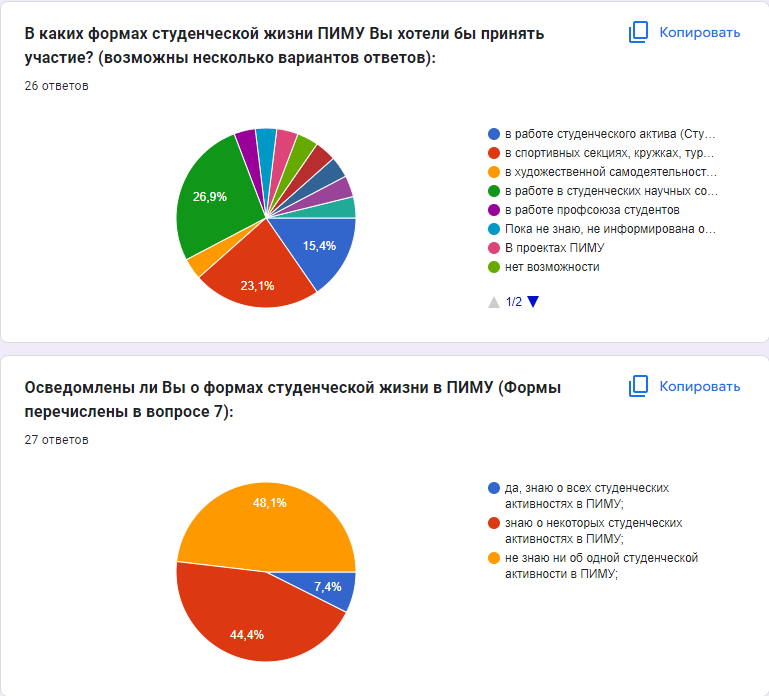 В каких формах студенческой жизни ПИМУ Вы хотели бы принять
участие? (возможны несколько вариантов ответов):
Копировать
26 ответов
26,9%
15,4%
23,1%
в работе студенческого актива (Сту…
в спортивных секциях, кружках, тур…
в художественной самодеятельност…
в работе в студенческих научных со…
в работе профсоюза студентов
Пока не знаю, не информирована о…
В проектах ПИМУ
нет возможности
1/2
Осведомлены ли Вы о формах студенческой жизни в ПИМУ (Формы
перечислены в вопросе 7):
Копировать
27 ответов
48,1%
7,4%
44,4%
да, знаю о всех студенческих
активностях в ПИМУ;
знаю о некоторых студенческих
активностях в ПИМУ;
не знаю ни об одной студенческой
активности в ПИМУ;